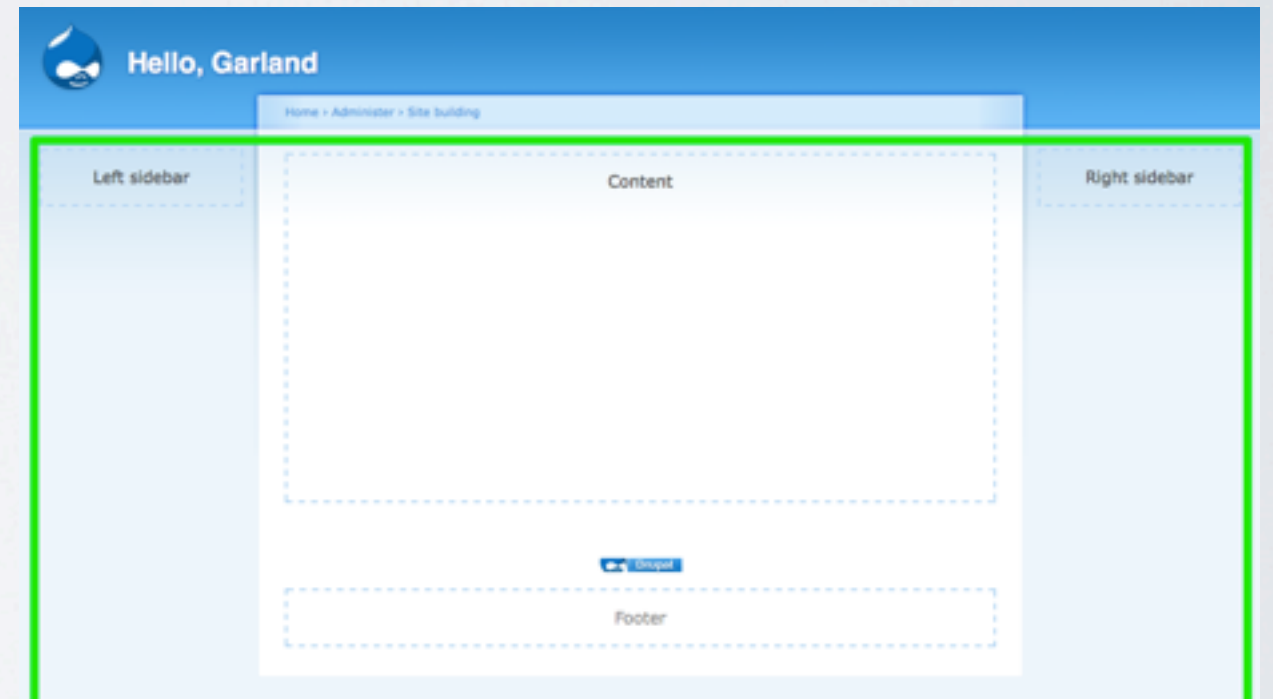 Hello, Garland
Home › Administer › Site building
Left sidebar
Content
Right sidebar
Drupal
Footer